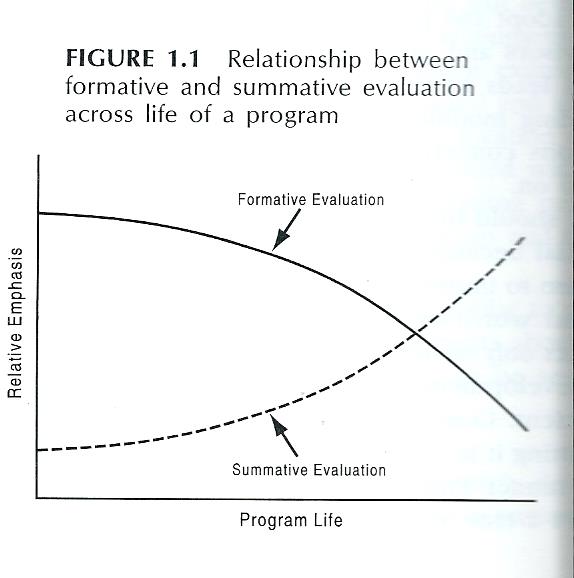 FIGURE 1.1 Relationship between
formative and summative evaluation
across life of a program
Formative Evaluation
Relative Emphasis
Summative Evaluation
Program Life